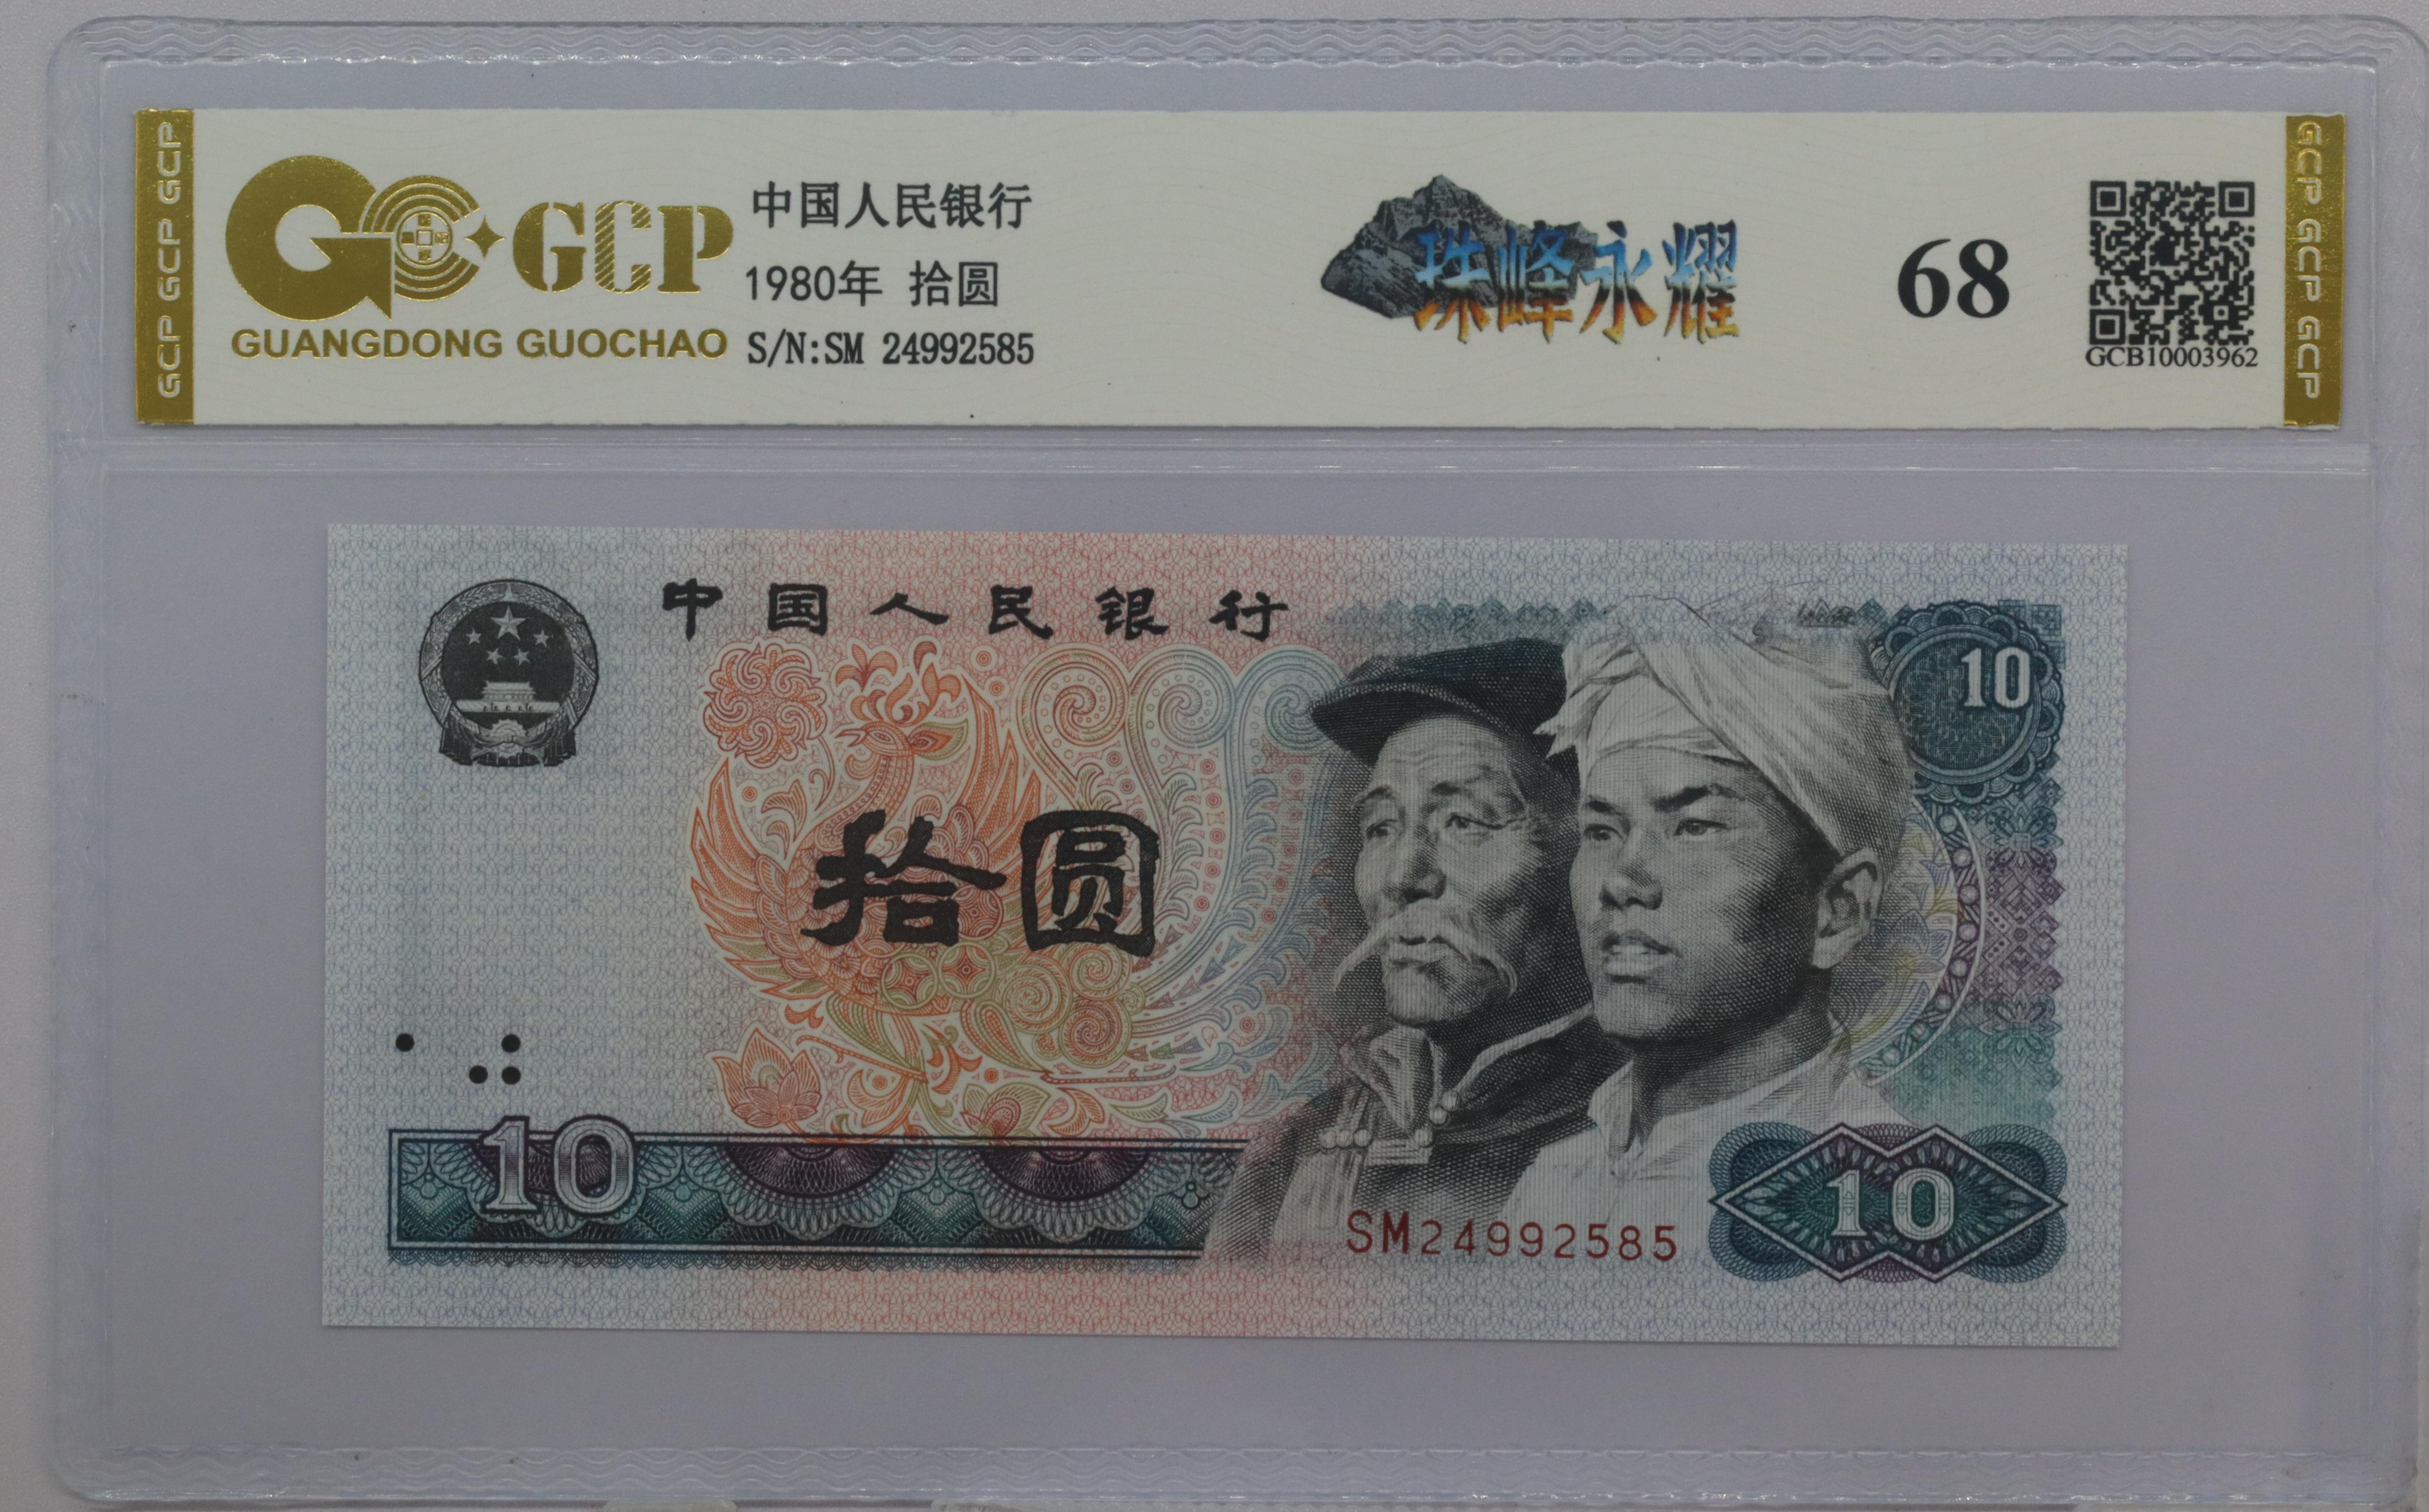 GCP GCP GCP
GCP
GUANGDONG GUOCHAO
中国人民银行
1980年 拾圆
S/N:SM 24992585
珠峰永耀
68
GCB10003962
GCP GCP GCP
中国人民银行
10
拾圆
10
SM24992585
10